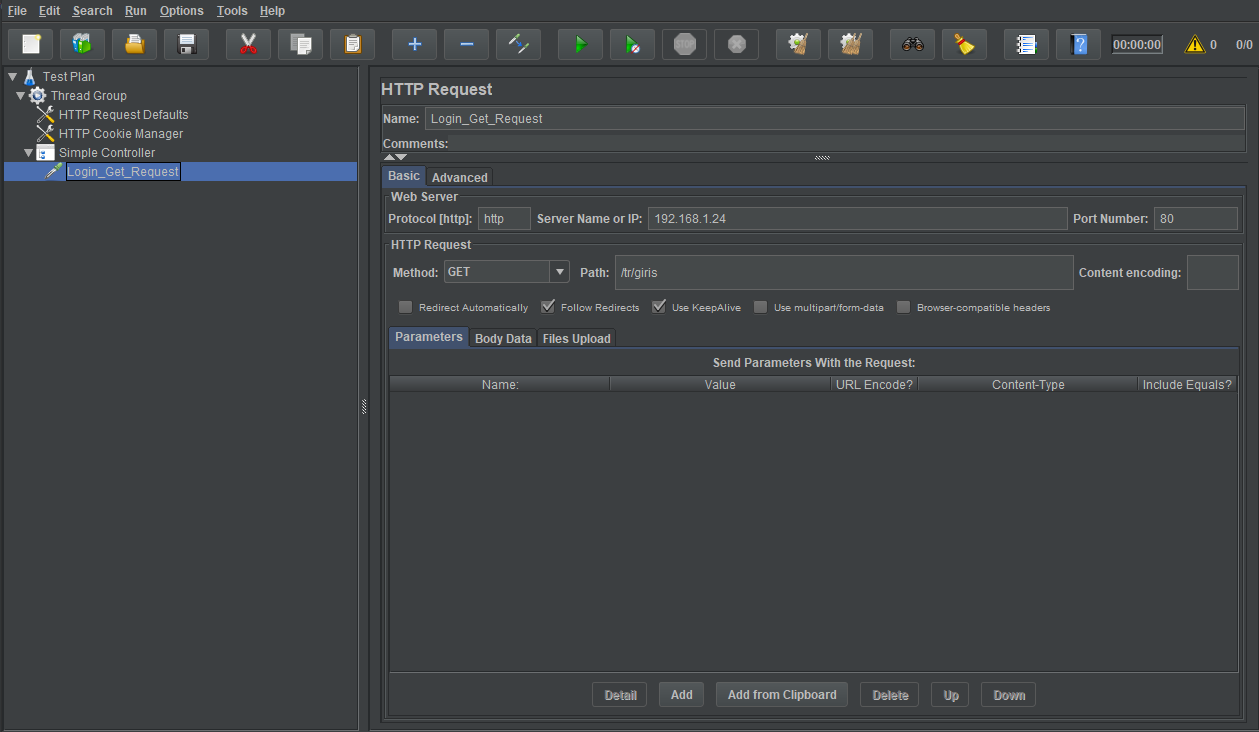 File Edit Search Run Options Tools Help
STOP 00:00:00 0 0/0
Test Plan
Thread Group
HTTP Request Defaults
HTTP Cookie Manager
Simple Controller
Login_Get_Request
HTTP Request
Name: Login_Get_Request
Comments:
Basic Advanced
Web Server
Protocol [http]: http Server Name or IP: 192.168.1.24 Port Number: 80
HTTP Request
Method: GET Path: /tr/giris Content encoding:
Redirect Automatically Follow Redirects Use KeepAlive Use multipart/form-data Browser-compatible headers
Parameters Body Data Files Upload
Send Parameters With the Request:
Name: Value URL Encode? Content-Type Include Equals?
Detail Add Add from Clipboard Delete Up Down